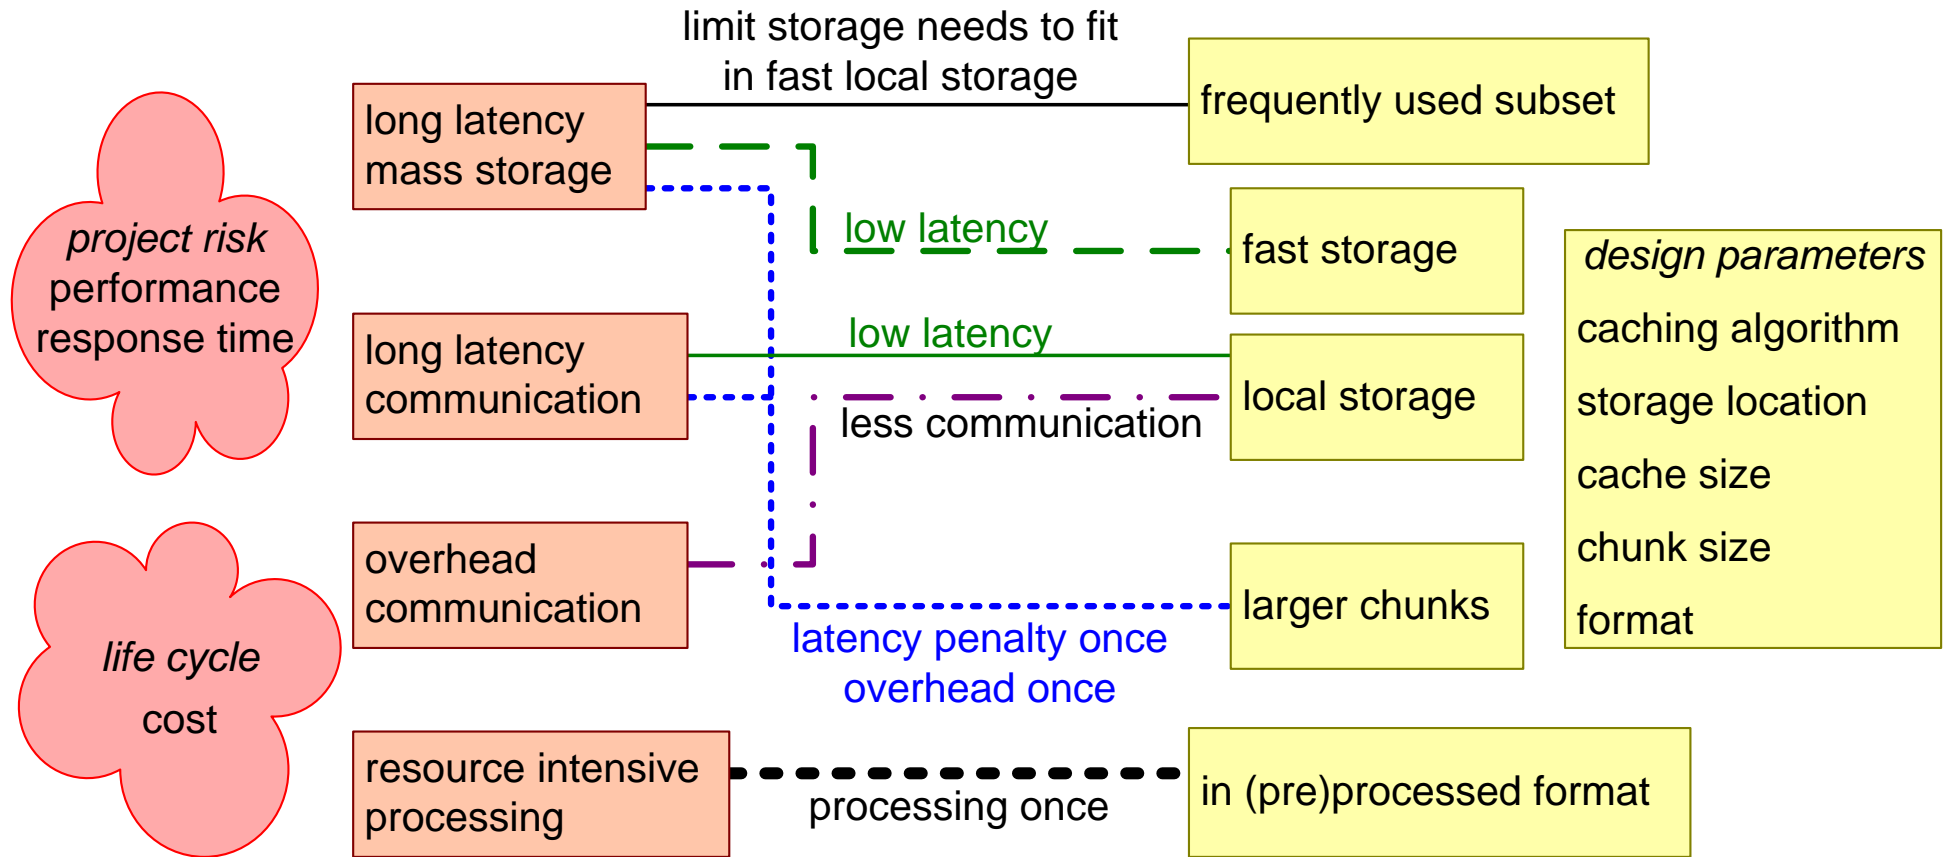 limit storage needs to fit
in fast local storage
project risk
performance
response time
life cycle
cost
long latency
mass storage
long latency
communication
overhead
communication
resource intensive
processing
low latency
low latency
less communication
latency penalty once
overhead once
processing once
frequently used subset
fast storage
local storage
larger chunks
in (pre)processed format
design parameters
caching algorithm
storage location
cache size
chunk size
format